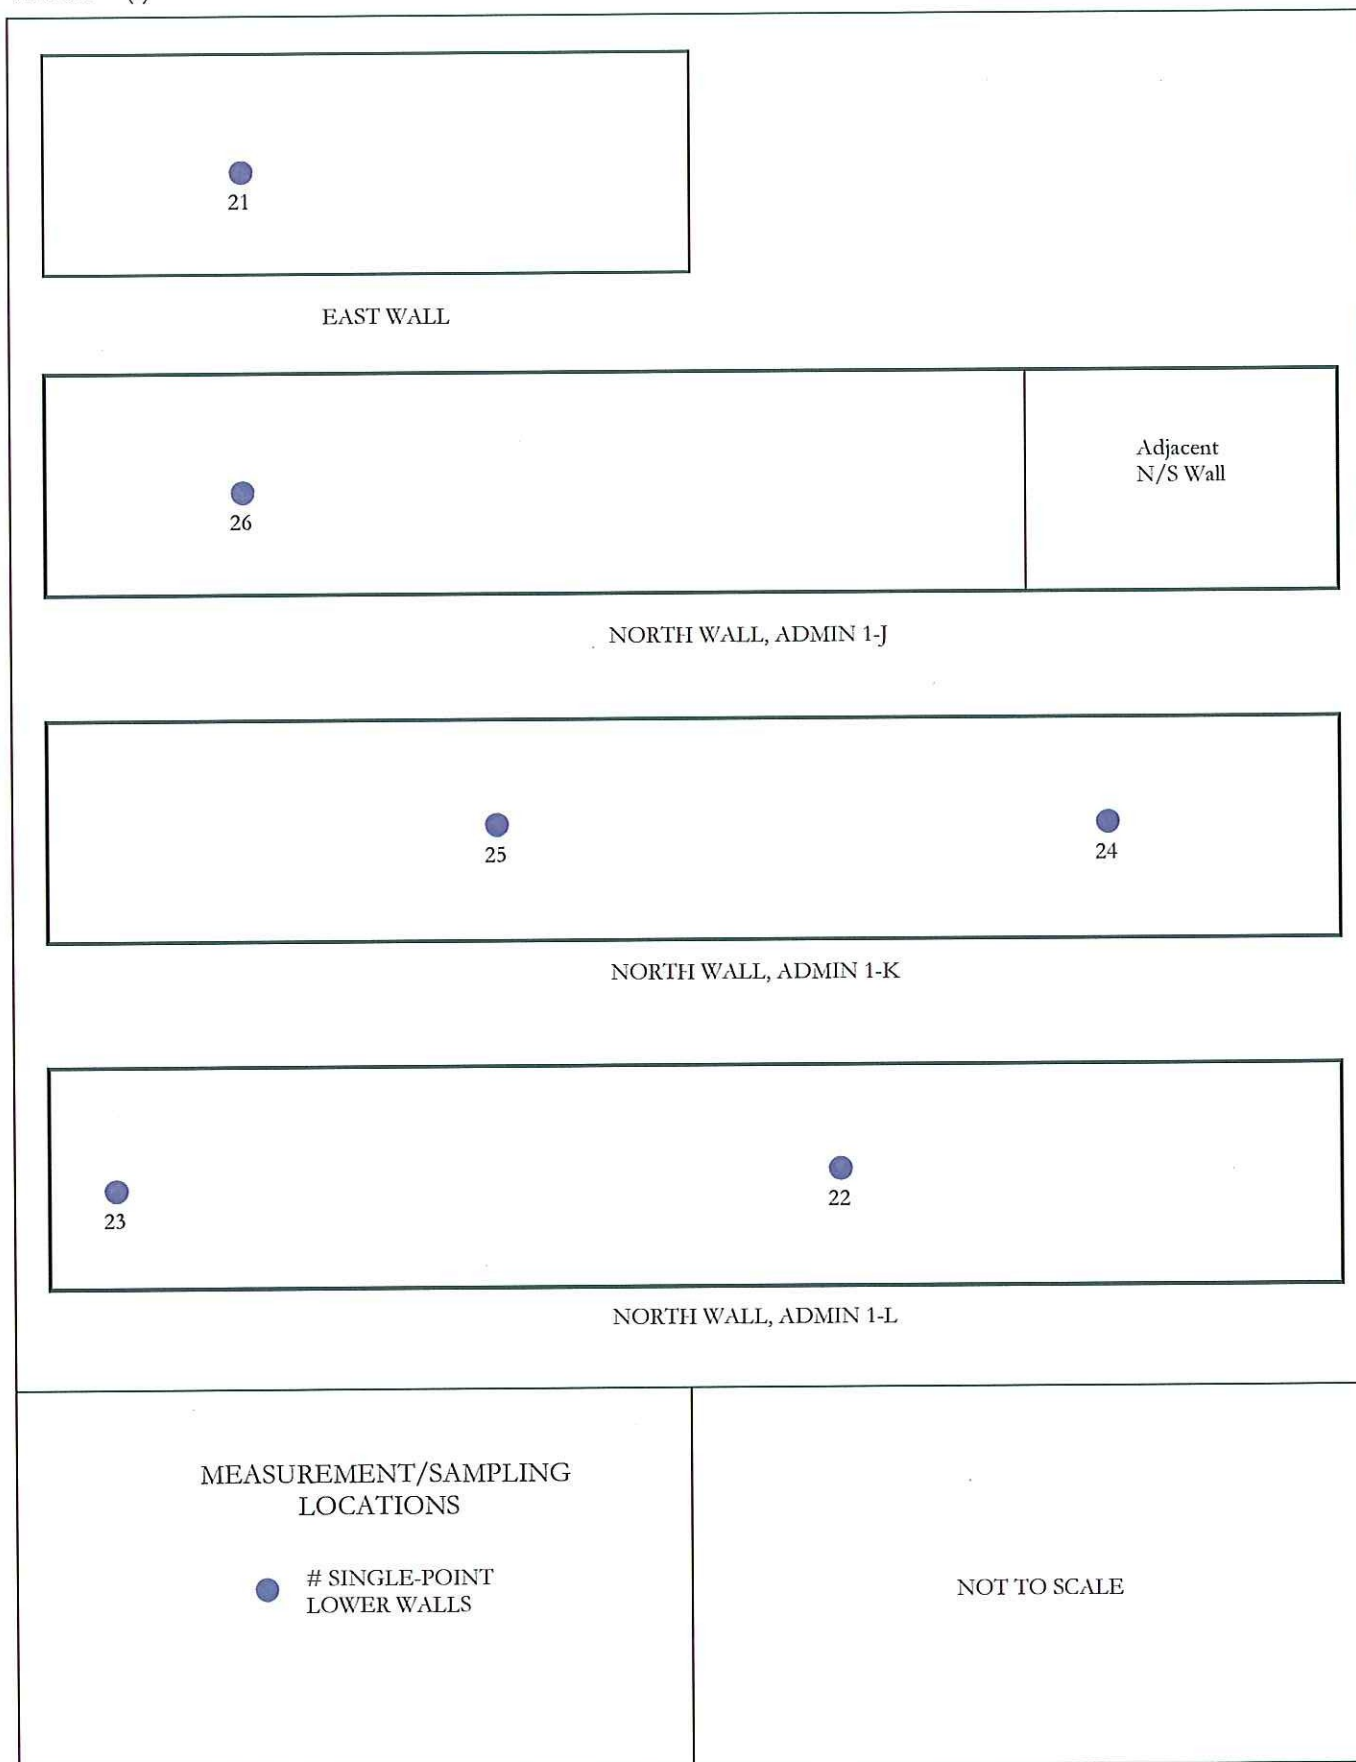 21
EAST WALL
Adjacent
N/S Wall
26
NORTH WALL, ADMIN 1-J
25
24
NORTH WALL, ADMIN 1-K
23
22
NORTH WALL, ADMIN 1-L
MEASUREMENT/SAMPLING
LOCATIONS
# SINGLE-POINT
LOWER WALLS
NOT TO SCALE